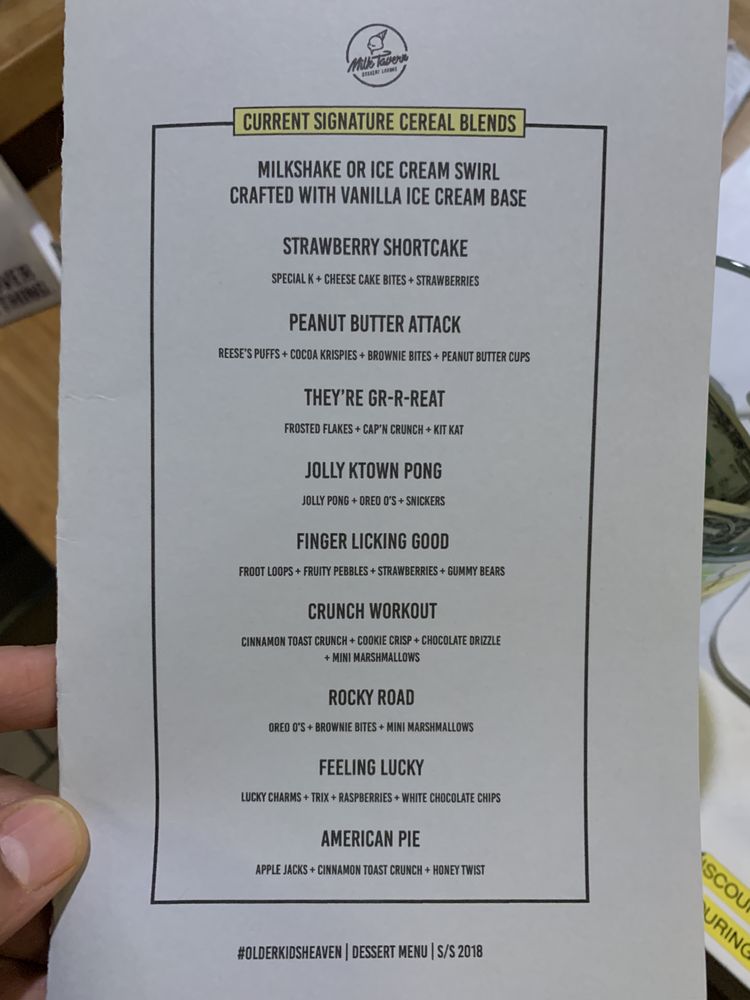 Milk Tavern
DESSERT LOUNGE
CURRENT SIGNATURE CEREAL BLENDS
MILKSHAKE OR ICE CREAM SWIRL
CRAFTED WITH VANILLA ICE CREAM BASE
STRAWBERRY SHORTCAKE
SPECIAL K + CHEESE CAKE BITES + STRAWBERRIES
PEANUT BUTTER ATTACK
REESE'S PUFFS + COCOA KRISPIES + BROWNIE BITES + PEANUT BUTTER CUPS
THEY'RE GR-R-REAT
FROSTED FLAKES + CAP'N CRUNCH + KIT KAT
JOLLY KTOWN PONG
JOLLY PONG + OREO O'S + SNICKERS
FINGER LICKING GOOD
FROOT LOOPS + FRUITY PEBBLES + STRAWBERRIES + GUMMY BEARS
CRUNCH WORKOUT
CINNAMON TOAST CRUNCH + COOKIE CRISP + CHOCOLATE DRIZZLE
+ MINI MARSHMALLOWS
ROCKY ROAD
OREO O'S + BROWNIE BITES + MINI MARSHMALLOWS
FEELING LUCKY
LUCKY CHARMS + TRIX + RASPBERRIES + WHITE CHOCOLATE CHIPS
AMERICAN PIE
APPLE JACKS + CINNAMON TOAST CRUNCH + HONEY TWIST
#OLDERKIDSHEAVEN | DESSERT MENU | S/S 2018